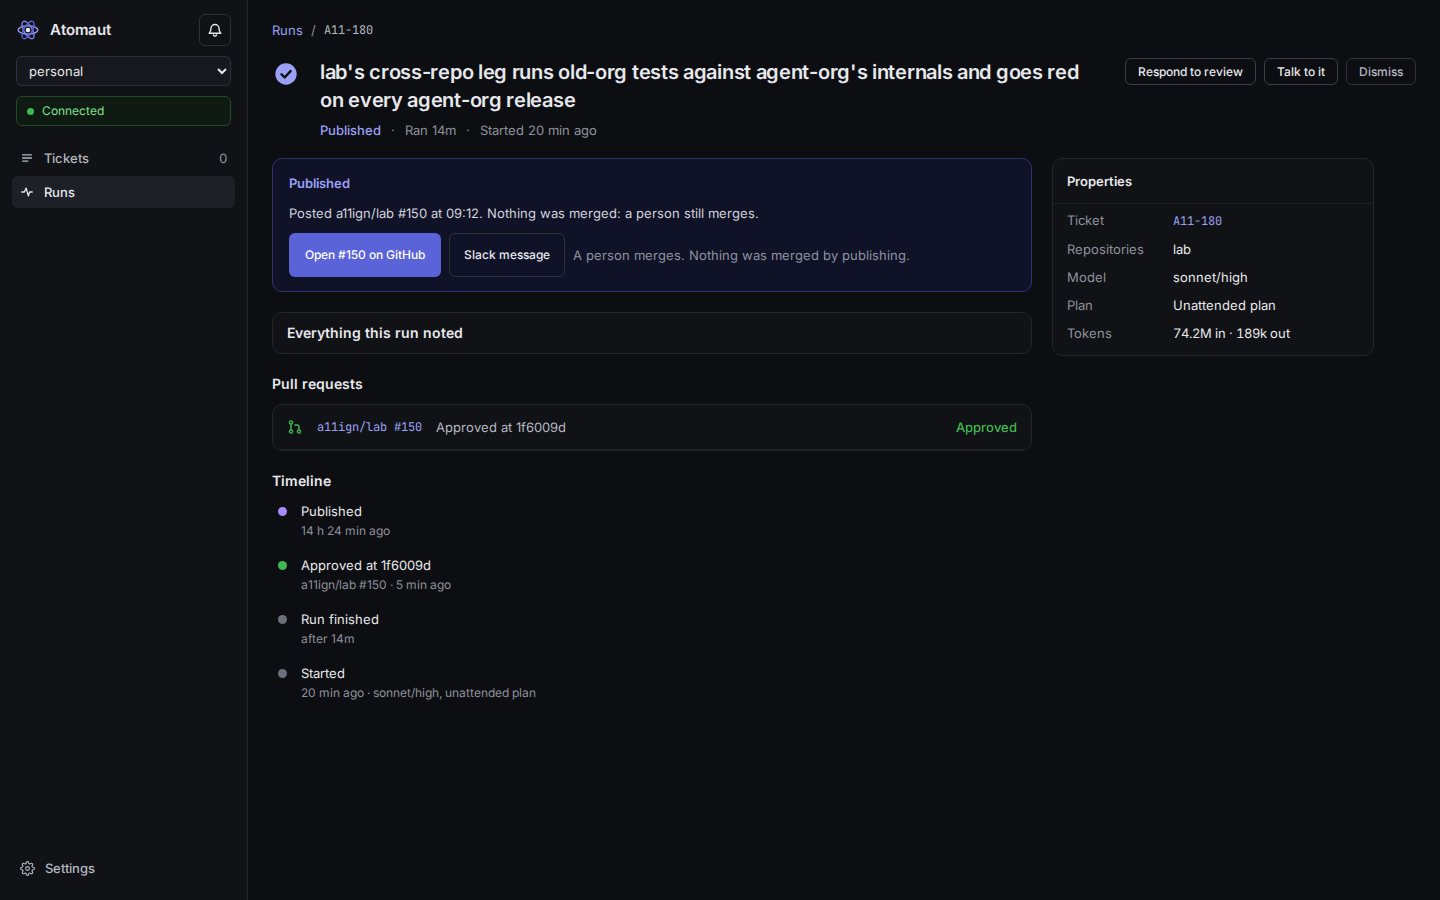 Atomaut
personal
Connected
Tickets 0
Runs
Settings
Runs / A11-180
lab's cross-repo leg runs old-org tests against agent-org's internals and goes red
on every agent-org release
Published · Ran 14m · Started 20 min ago
Respond to review
Talk to it
Dismiss
Published
Posted a11ign/lab #150 at 09:12. Nothing was merged: a person still merges.
Open #150 on GitHub
Slack message
A person merges. Nothing was merged by publishing.
Everything this run noted
Pull requests
a11ign/lab #150 Approved at 1f6009d Approved
Timeline
Published
14 h 24 min ago
Approved at 1f6009d
a11ign/lab #150 · 5 min ago
Run finished
after 14m
Started
20 min ago · sonnet/high, unattended plan
Properties
Ticket A11-180
Repositories lab
Model sonnet/high
Plan Unattended plan
Tokens 74.2M in · 189k out